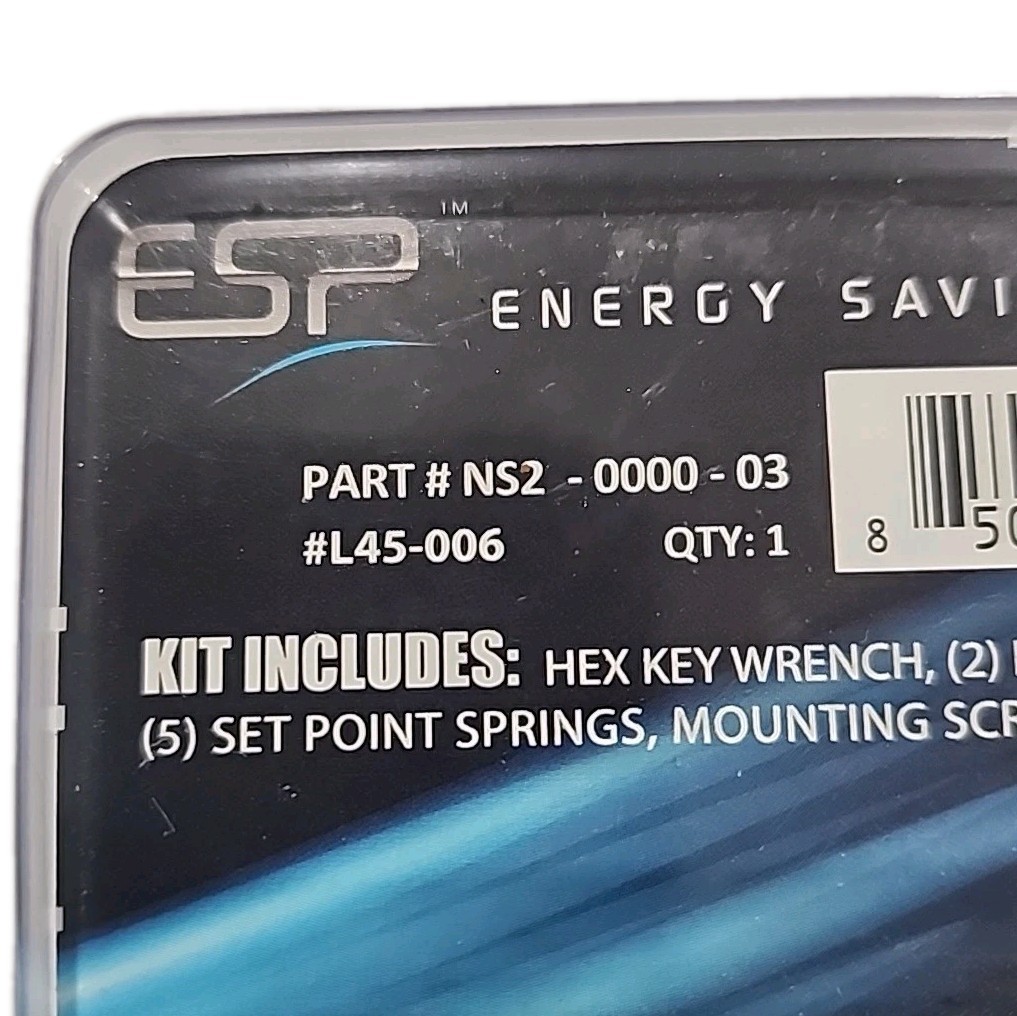 ESP™
ENERGY SAVI
PART # NS2 - 0000 - 03
#L45-006 QTY: 1
8 50
KIT INCLUDES: HEX KEY WRENCH, (2)
(5) SET POINT SPRINGS, MOUNTING SCR